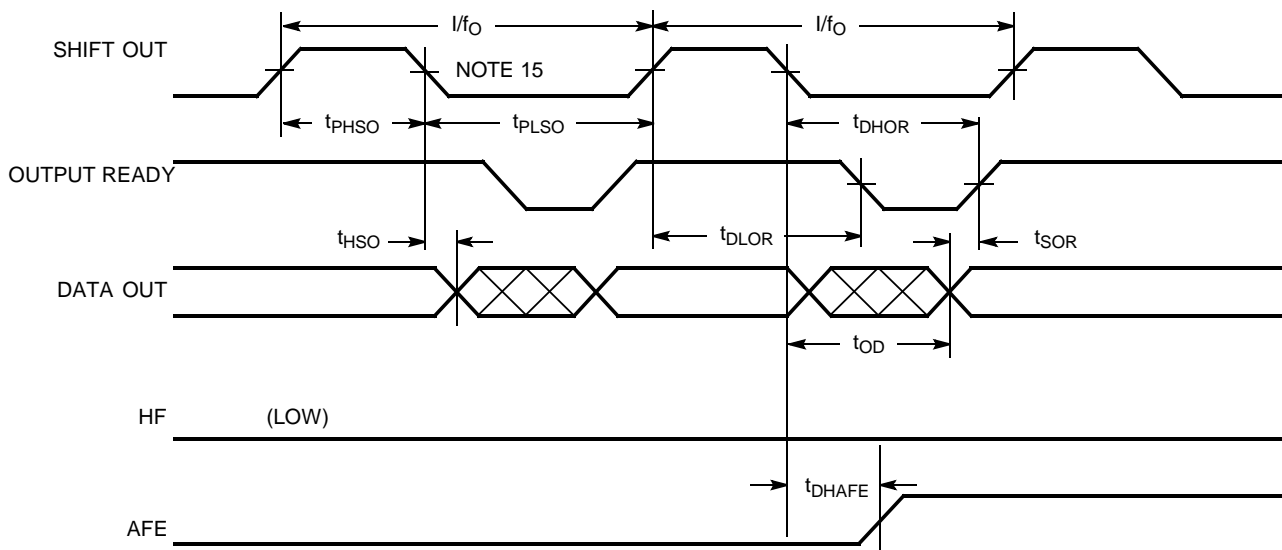 I/fO I/fO
SHIFT OUT
NOTE 15
tPHSO tPLSO tDHOR
OUTPUT READY
tHSO tDLOR tSOR
DATA OUT
tOD
HF (LOW)
tDHAFE
AFE